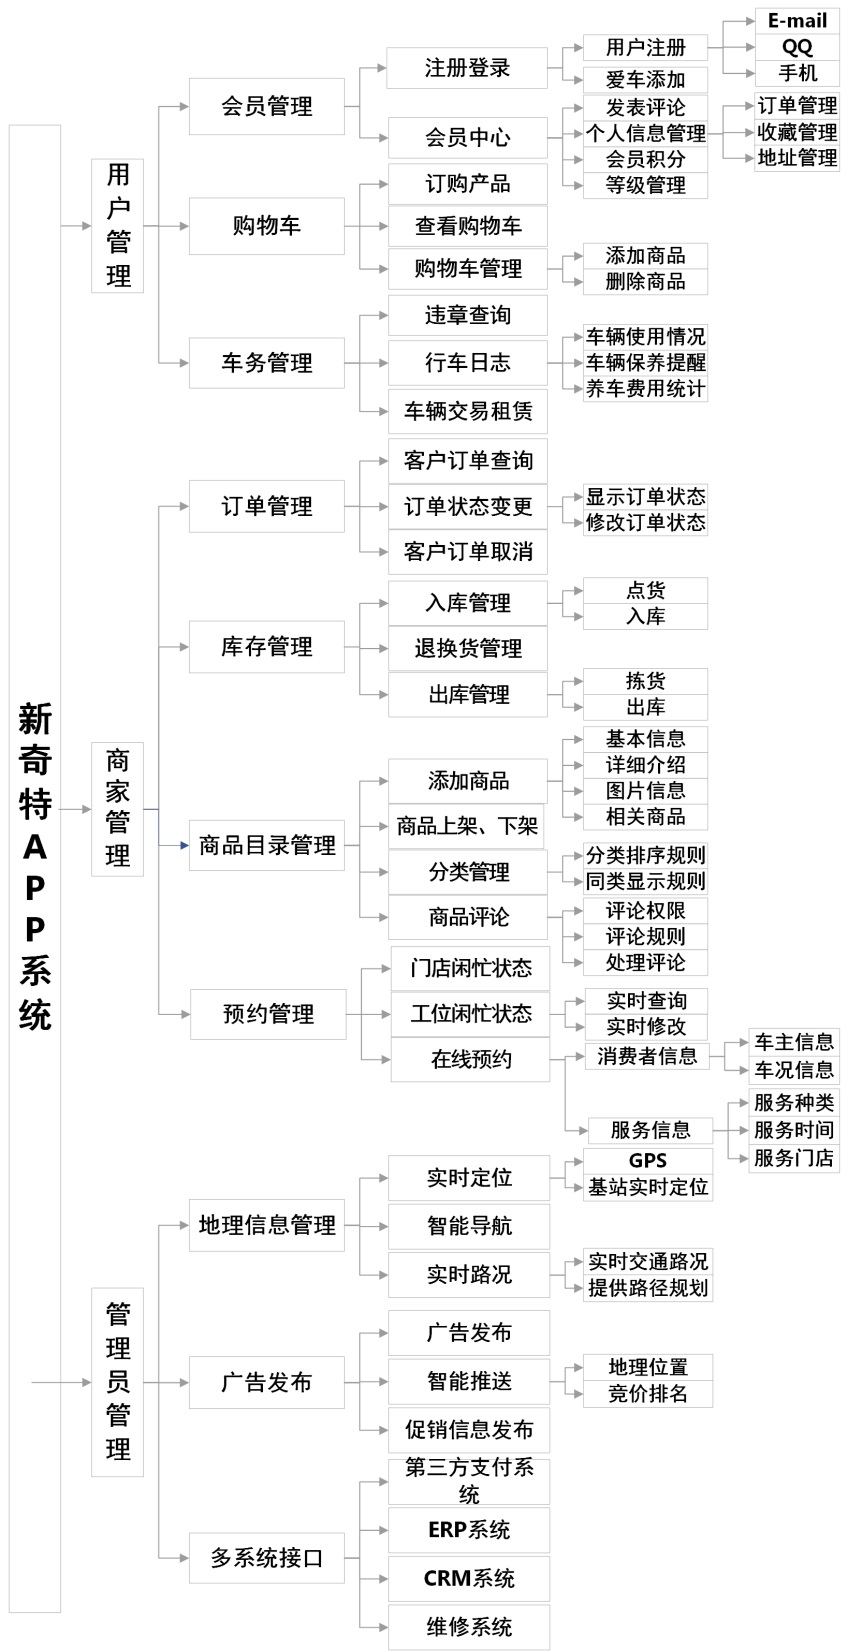 新奇特APP系统
用户管理
会员管理
注册登录
用户注册
E-mail
QQ
手机
爱车添加
会员中心
发表评论
个人信息管理
订单管理
收藏管理
地址管理
会员积分
等级管理
购物车
订购产品
查看购物车
购物车管理
添加商品
删除商品
车务管理
违章查询
行车日志
车辆使用情况
车辆保养提醒
养车费用统计
车辆交易租赁
商家管理
订单管理
客户订单查询
订单状态变更
显示订单状态
修改订单状态
客户订单取消
库存管理
入库管理
点货
入库
退换货管理
出库管理
拣货
出库
商品目录管理
添加商品
基本信息
详细介绍
图片信息
相关商品
商品上架、下架
分类管理
分类排序规则
同类显示规则
商品评论
评论权限
评论规则
处理评论
预约管理
门店闲忙状态
工位闲忙状态
实时查询
实时修改
在线预约
消费者信息
车主信息
车况信息
服务信息
服务种类
服务时间
服务门店
管理员管理
地理信息管理
实时定位
GPS
基站实时定位
智能导航
实时路况
实时交通路况
提供路径规划
广告发布
广告发布
智能推送
地理位置
竞价排名
促销信息发布
多系统接口
第三方支付系
统
ERP系统
CRM系统
维修系统